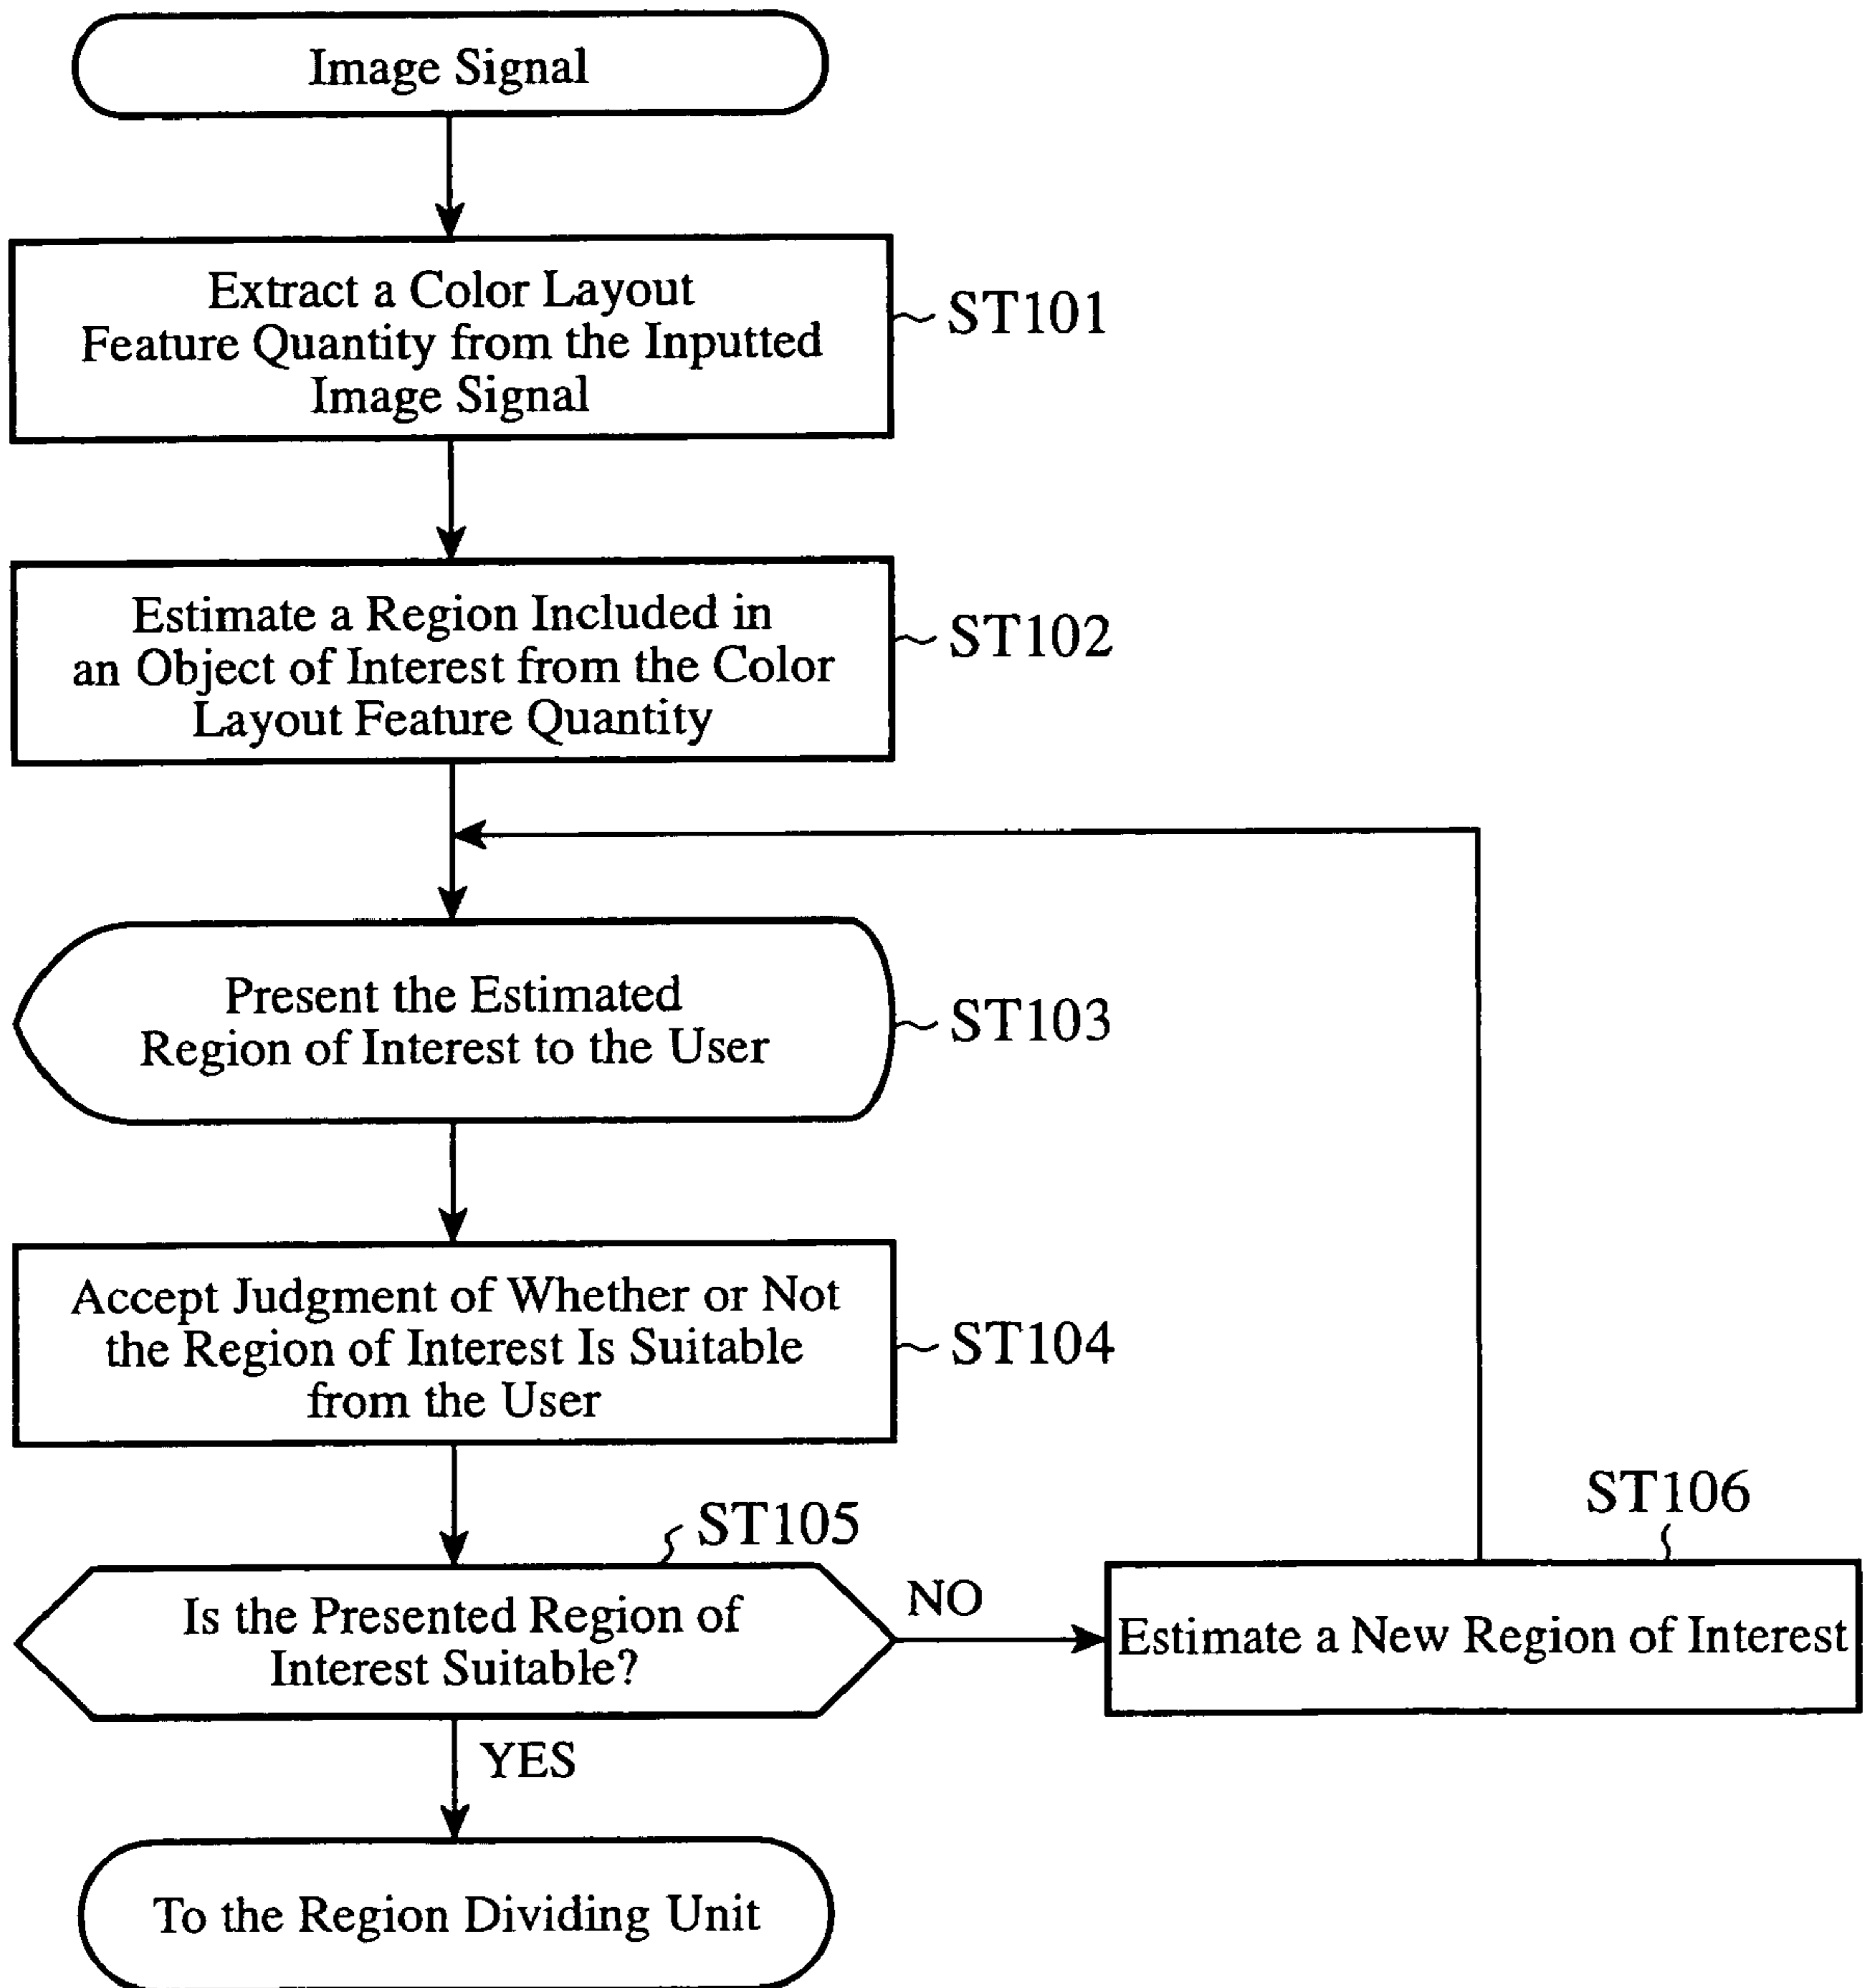 Image Signal
Extract a Color Layout
Feature Quantity from the Inputted
Image Signal
ST101
Estimate a Region Included in
an Object of Interest from the Color
Layout Feature Quantity
ST102
Present the Estimated
Region of Interest to the User
ST103
Accept Judgment of Whether or Not
the Region of Interest Is Suitable
from the User
ST104
ST105
Is the Presented Region of
Interest Suitable?
NO
ST106
Estimate a New Region of Interest
YES
To the Region Dividing Unit